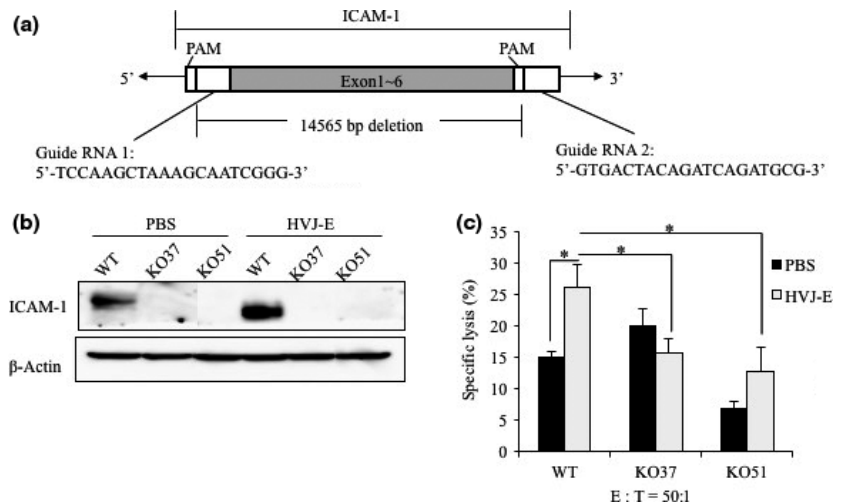 (a)
ICAM-1
PAM PAM
5’ Exon1~6 3’
14565 bp deletion
Guide RNA 1:
5’-TCCAAGCTAAAGCAATCGGG-3’
Guide RNA 2:
5’-GTGACTACAGATCAGATGCG-3’
(b)
PBS HVJ-E
WT KO37 KO51 WT KO37 KO51
ICAM-1
β-Actin
(c)
Specific lysis (%)
35
30
25
20
15
10
5
0
* * *
PBS
HVJ-E
WT KO37 KO51
E : T = 50:1